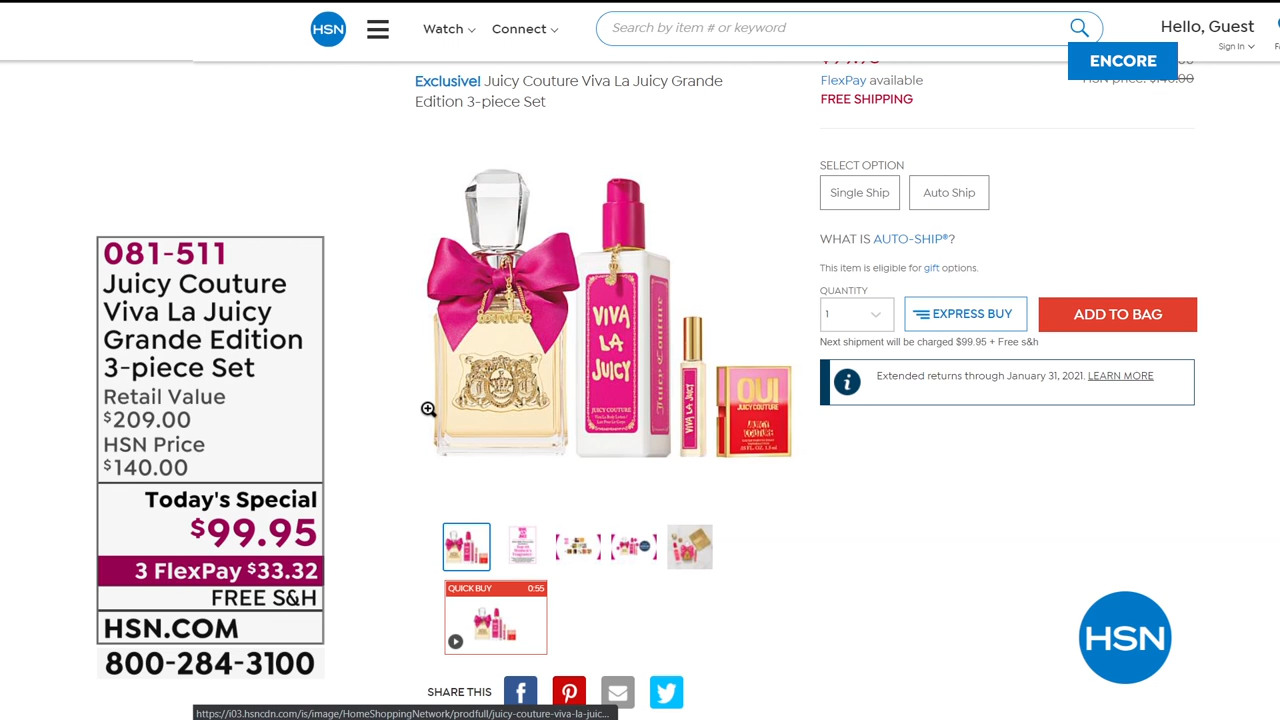 HSN
Watch
Connect
Search by item # or keyword
Hello, Guest
Sign In
ENCORE
Exclusive! Juicy Couture Viva La Juicy Grande
Edition 3-piece Set
FlexPay available
FREE SHIPPING
SELECT OPTION
Single Ship
Auto Ship
WHAT IS AUTO-SHIP®?
This item is eligible for gift options.
QUANTITY
1
EXPRESS BUY
ADD TO BAG
Next shipment will be charged $99.95 + Free s&h
Extended returns through January 31, 2021. LEARN MORE
081-511
Juicy Couture
Viva La Juicy
Grande Edition
3-piece Set
Retail Value
$209.00
HSN Price
$140.00
Today's Special
$99.95
3 FlexPay $33.32
FREE S&H
HSN.COM
800-284-3100
couture
VIVA
LA
JUICY
JUICY COUTURE
Juicy Couture
VIVA LA JUICY
OUI
JUICY COUTURE
QUICK BUY 0:55
SHARE THIS
HSN
https://i03.hsncdn.com/is/image/HomeShoppingNetwork/prodfull/juicy-couture-viva-la-juic...